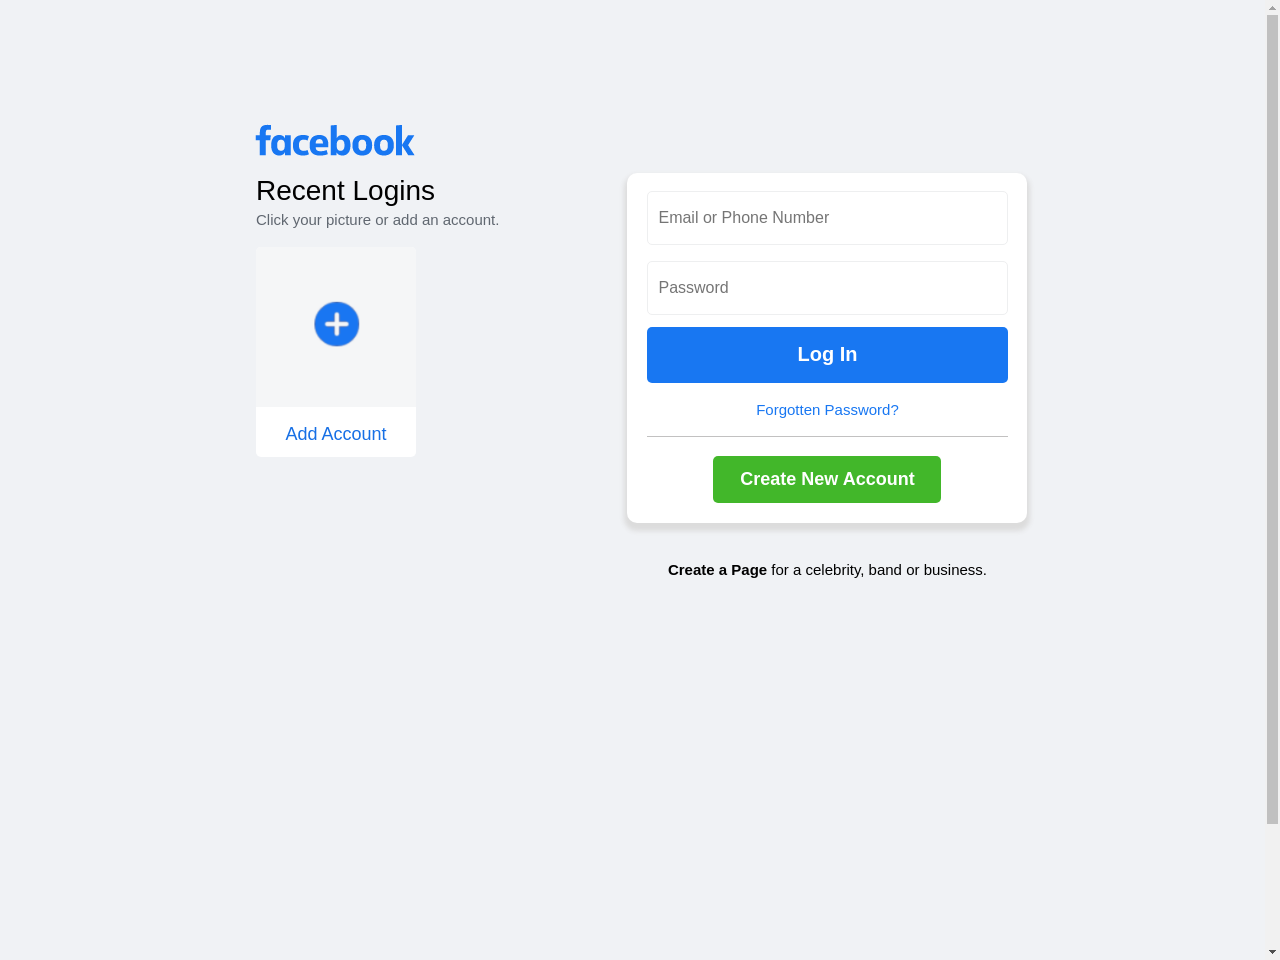 facebook
Recent Logins
Click your picture or add an account.
Add Account
Email or Phone Number
Password
Log In
Forgotten Password?
Create New Account
Create a Page for a celebrity, band or business.